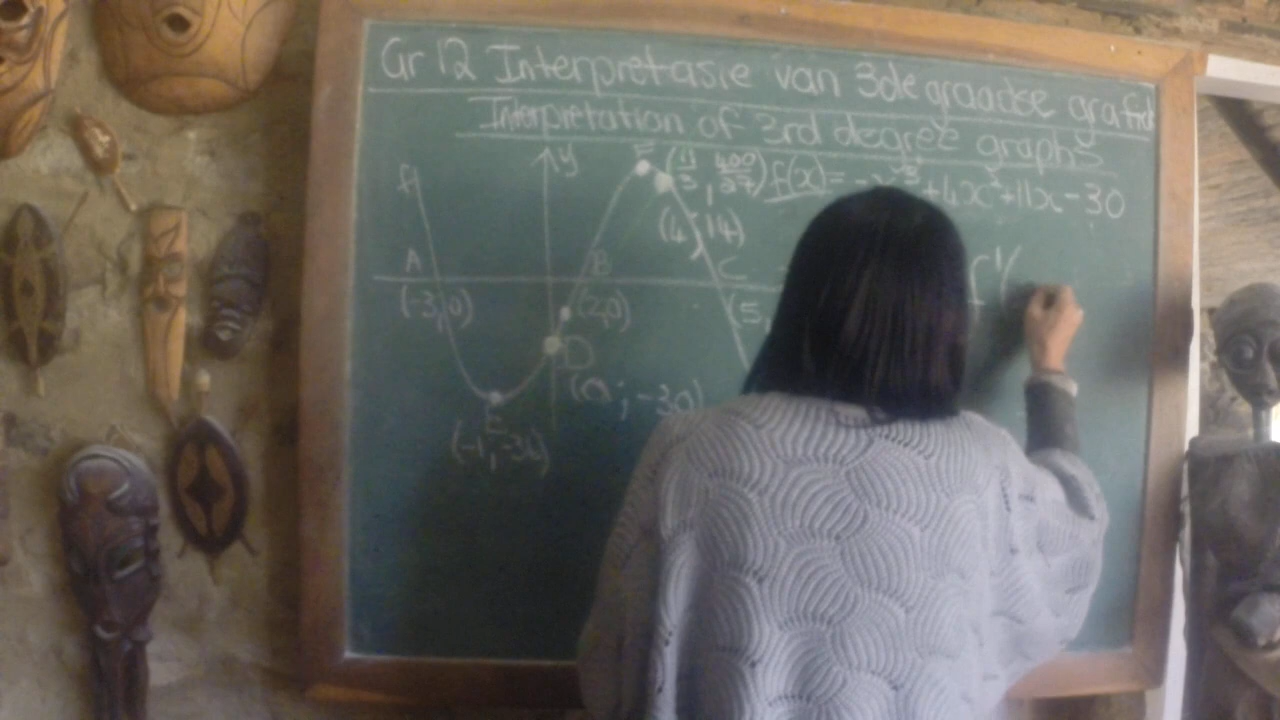 Gr 12 Interpretasie van 3de graadse grafiek
Interpretation of 3rd degree graphs
f y F (11/3 , 400/27) f(x) = -x³+4x²+11x-30
(4; 14)
A B C f'(
(-3,0) (2,0) (5,
D
(0; -30)
E
(-1; -36)